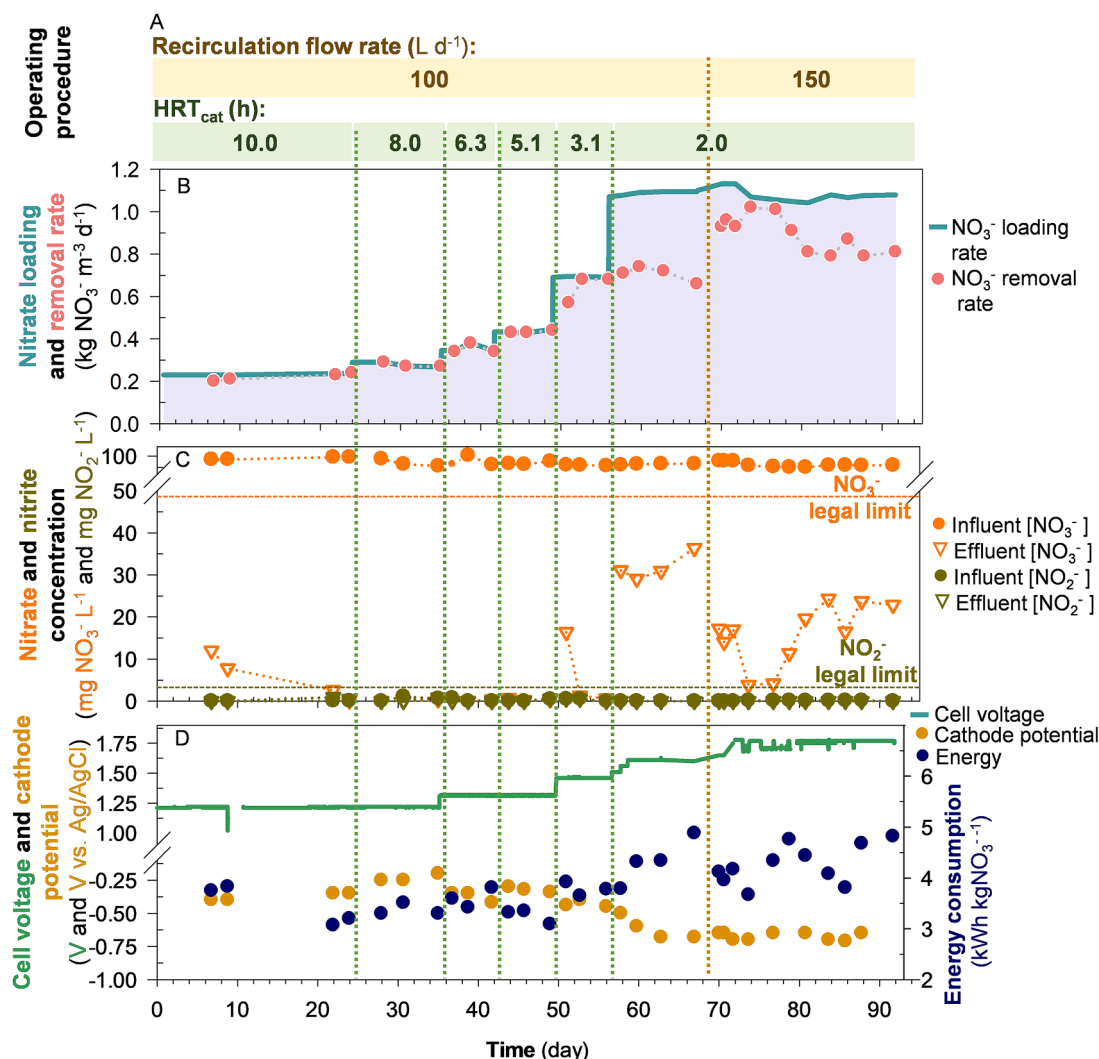 A
Operating
procedure
Recirculation flow rate (L d⁻¹):
100 150
HRTcat (h):
10.0 8.0 6.3 5.1 3.1 2.0
B
Nitrate loading
and removal rate
(kg NO₃⁻ m⁻³ d⁻¹)
1.2
1.0
0.8
0.6
0.4
0.2
0.0
NO₃⁻ loading
rate
NO₃⁻ removal
rate
C
Nitrate and nitrite
concentration
(mg NO₃⁻ L⁻¹ and mg NO₂⁻ L⁻¹)
100
50
40
30
20
10
0
NO₃⁻
legal limit
NO₂⁻
legal limit
Influent [NO₃⁻ ]
Effluent [NO₃⁻ ]
Influent [NO₂⁻ ]
Effluent [NO₂⁻ ]
D
Cell voltage and cathode
potential
(V and V vs. Ag/AgCl)
1.75
1.50
1.25
1.00
-0.25
-0.50
-0.75
-1.00
Cell voltage
Cathode potential
Energy
6
5
4
3
2
Energy consumption
(kWh kgNO₃⁻⁻¹)
0 10 20 30 40 50 60 70 80 90
Time (day)